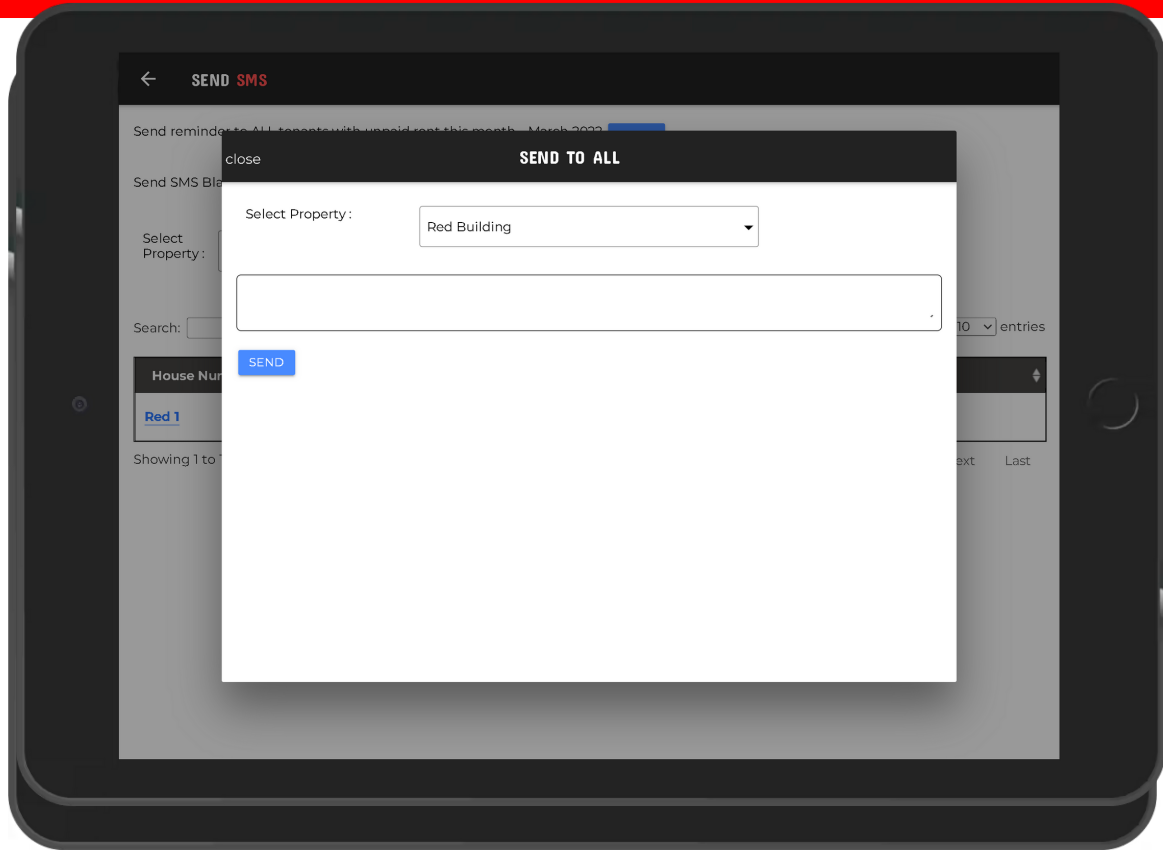 SEND SMS
Send reminder to ALL tenants with unpaid rent this month - March 2022
close
SEND TO ALL
Send SMS Bla
Select Property :
Red Building
Select
Property :
Search:
10 entries
SEND
House Nu
Red 1
Showing 1 to
ext Last